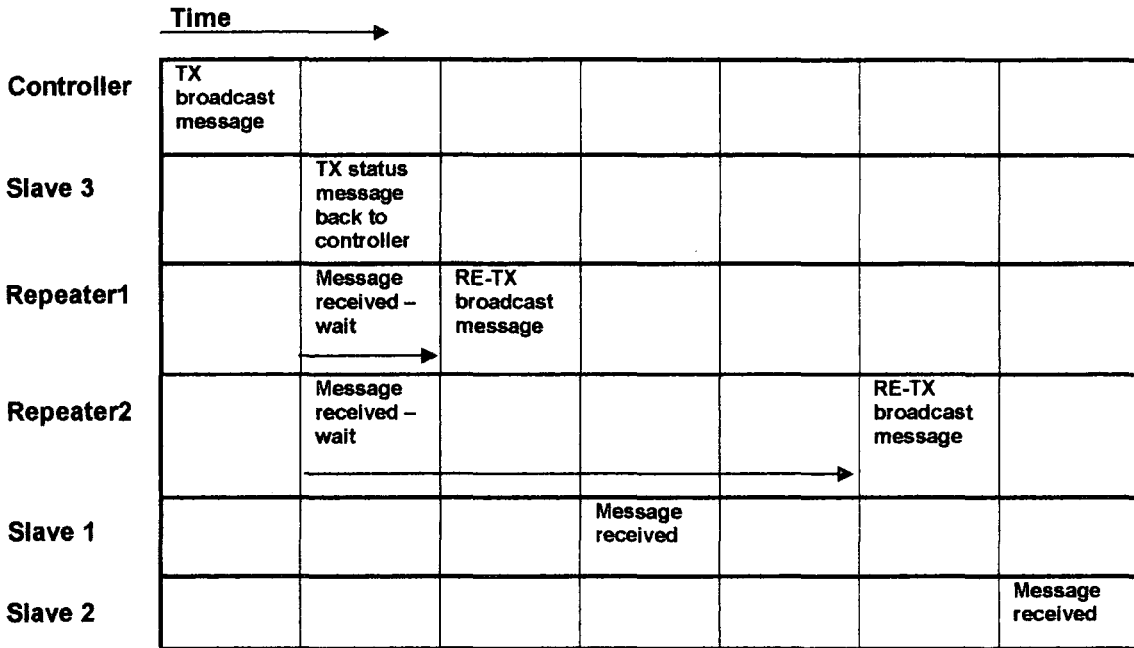 Time
Controller
TX
broadcast
message
Slave 3
TX status
message
back to
controller
Repeater1
Message
received –
wait
RE-TX
broadcast
message
Repeater2
Message
received –
wait
RE-TX
broadcast
message
Slave 1
Message
received
Slave 2
Message
received